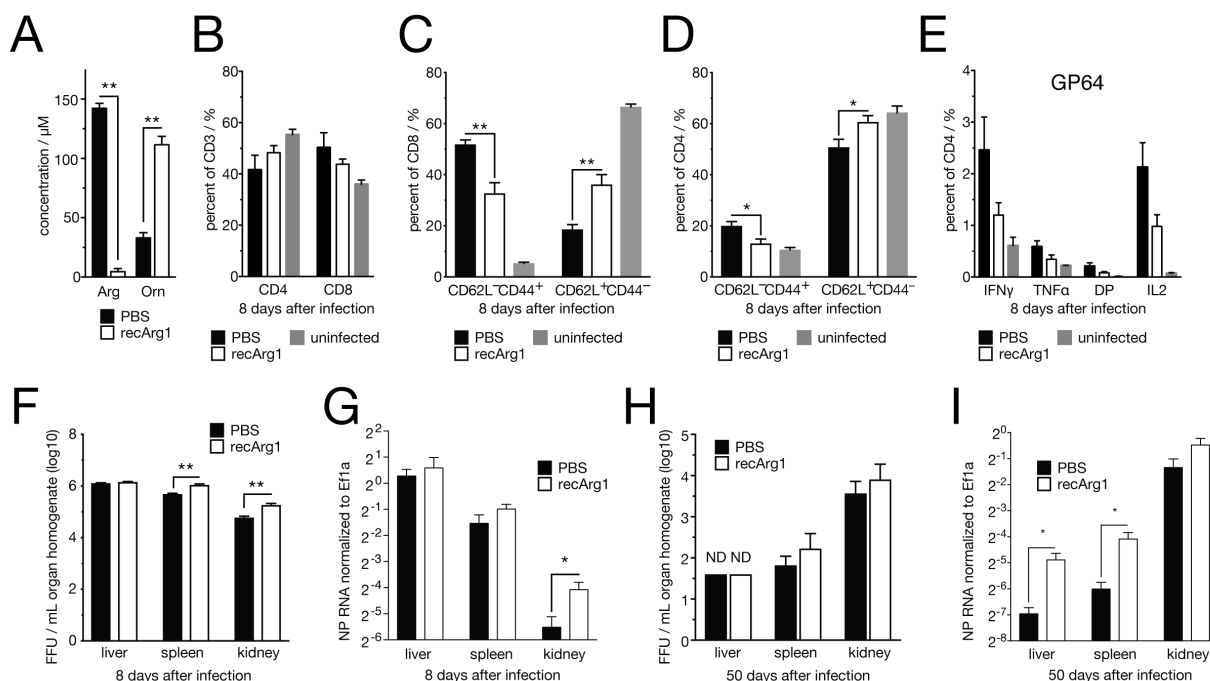 A
concentration / µM
150
100
50
0
**
**
Arg Orn
PBS
recArg1
B
percent of CD3 / %
80
60
40
20
0
CD4 CD8
8 days after infection
PBS uninfected
recArg1
C
percent of CD8 / %
80
60
40
20
0
**
**
CD62L⁻CD44⁺ CD62L⁺CD44⁻
8 days after infection
PBS uninfected
recArg1
D
percent of CD4 / %
80
60
40
20
0
*
*
CD62L⁻CD44⁺ CD62L⁺CD44⁻
8 days after infection
PBS uninfected
recArg1
E
GP64
percent of CD4 / %
4
3
2
1
0
IFNγ TNFα DP IL2
8 days after infection
PBS uninfected
recArg1
F
FFU / mL organ homogenate (log10)
8
6
4
2
0
PBS
recArg1
**
**
liver spleen kidney
8 days after infection
G
NP RNA normalized to Ef1a
2²
2¹
2⁰
2⁻¹
2⁻²
2⁻³
2⁻⁴
2⁻⁵
2⁻⁶
PBS
recArg1
*
liver spleen kidney
8 days after infection
H
FFU / mL organ homogenate (log10)
5
4
3
2
1
0
PBS
recArg1
ND ND
liver spleen kidney
50 days after infection
I
NP RNA normalized to Ef1a
2⁰
2⁻¹
2⁻²
2⁻³
2⁻⁴
2⁻⁵
2⁻⁶
2⁻⁷
2⁻⁸
PBS
recArg1
*
*
liver spleen kidney
50 days after infection